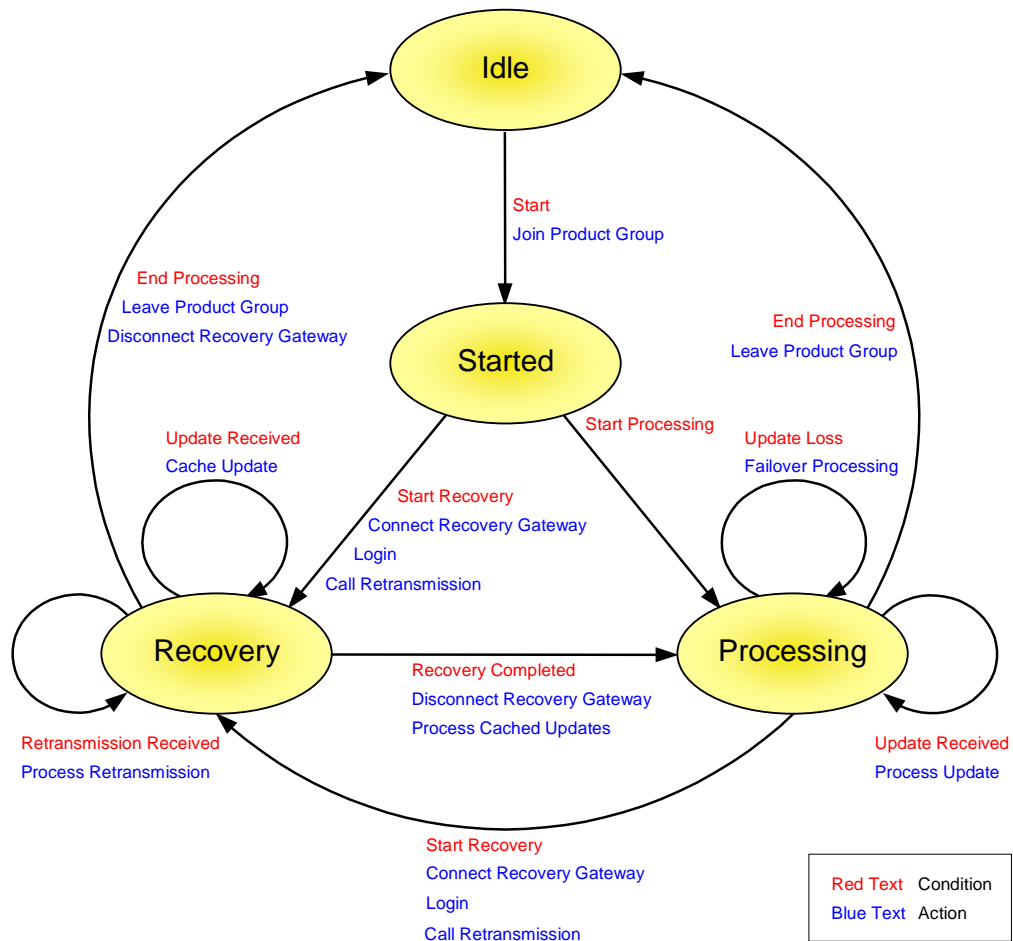 Idle
Start
Join Product Group
End Processing
Leave Product Group
Disconnect Recovery Gateway
End Processing
Leave Product Group
Started
Start Processing
Update Received
Cache Update
Update Loss
Failover Processing
Start Recovery
Connect Recovery Gateway
Login
Call Retransmission
Recovery
Processing
Recovery Completed
Disconnect Recovery Gateway
Process Cached Updates
Retransmission Received
Process Retransmission
Update Received
Process Update
Start Recovery
Connect Recovery Gateway
Login
Call Retransmission
Red Text Condition
Blue Text Action